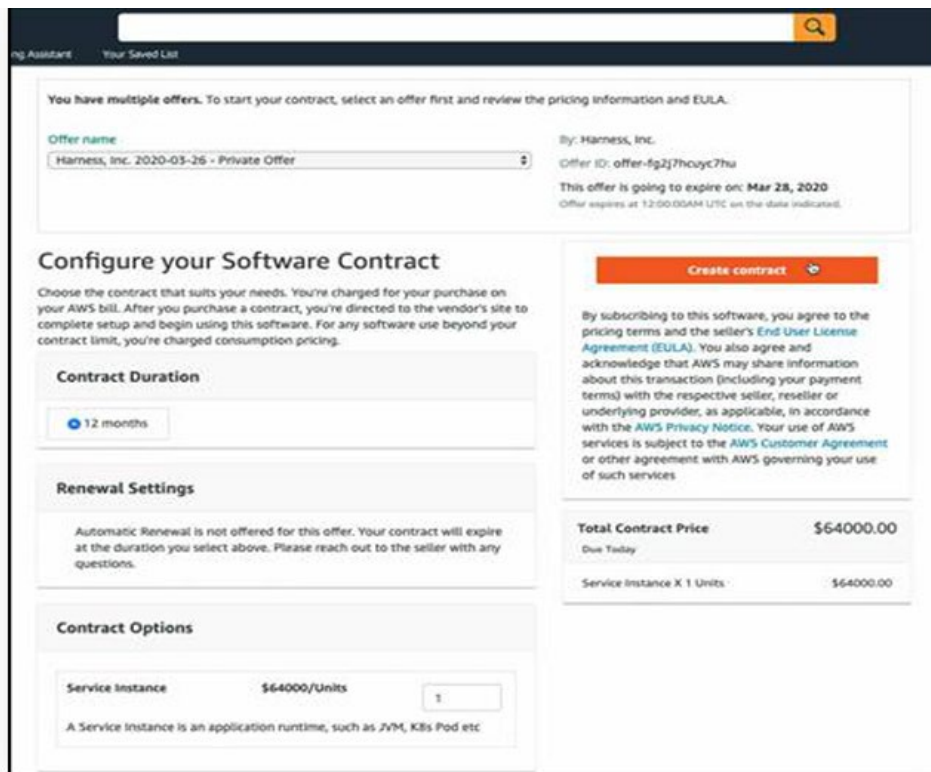 ng Assistant Your Saved List
You have multiple offers. To start your contract, select an offer first and review the pricing information and EULA.
Offer name
Harness, Inc. 2020-03-26 - Private Offer
By: Harness, Inc.
Offer ID: offer-fg2j7hcuyc7hu
This offer is going to expire on: Mar 28, 2020
Offer expires at 12:00:00AM UTC on the date indicated.
Configure your Software Contract
Choose the contract that suits your needs. You're charged for your purchase on
your AWS bill. After you purchase a contract, you're directed to the vendor's site to
complete setup and begin using this software. For any software use beyond your
contract limit, you're charged consumption pricing.
Contract Duration
12 months
Renewal Settings
Automatic Renewal is not offered for this offer. Your contract will expire
at the duration you select above. Please reach out to the seller with any
questions.
Contract Options
Service Instance $64000/Units 1
A Service Instance is an application runtime, such as JVM, K8s Pod etc
Create contract
By subscribing to this software, you agree to the
pricing terms and the seller's End User License
Agreement (EULA). You also agree and
acknowledge that AWS may share information
about this transaction (including your payment
terms) with the respective seller, reseller or
underlying provider, as applicable, in accordance
with the AWS Privacy Notice. Your use of AWS
services is subject to the AWS Customer Agreement
or other agreement with AWS governing your use
of such services
Total Contract Price $64000.00
Due Today
Service Instance X 1 Units $64000.00